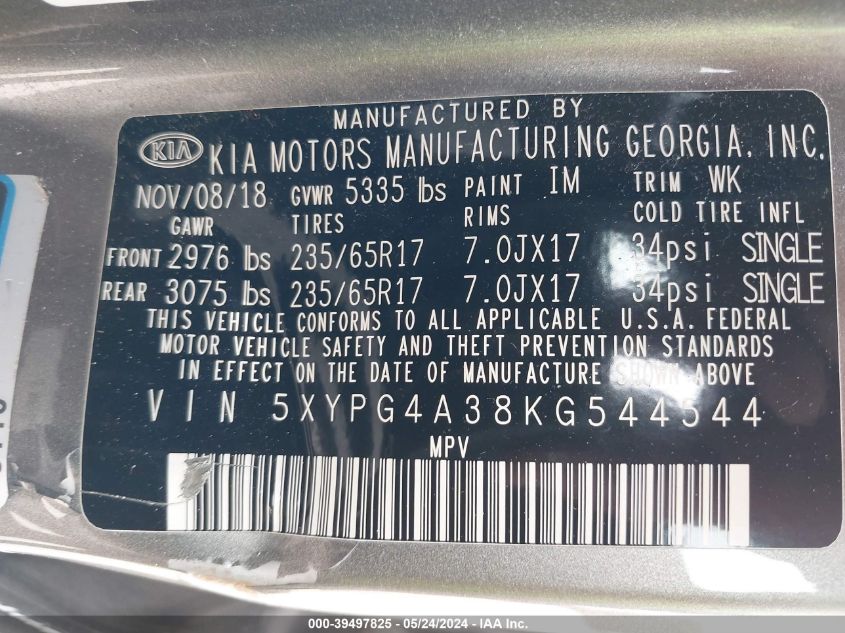 MANUFACTURED BY
KIA KIA MOTORS MANUFACTURING GEORGIA, INC.
NOV/08/18 GVWR 5335 lbs PAINT IM TRIM WK
GAWR TIRES RIMS COLD TIRE INFL
FRONT 2976 lbs 235/65R17 7.0JX17 34psi SINGLE
REAR 3075 lbs 235/65R17 7.0JX17 34psi SINGLE
THIS VEHICLE CONFORMS TO ALL APPLICABLE U.S.A. FEDERAL
MOTOR VEHICLE SAFETY AND THEFT PREVENTION STANDARDS
IN EFFECT ON THE DATE OF MANUFACTURE SHOWN ABOVE
VIN 5XYPG4A38KG544544
MPV
000-39497825 - 05/24/2024 - IAA Inc.